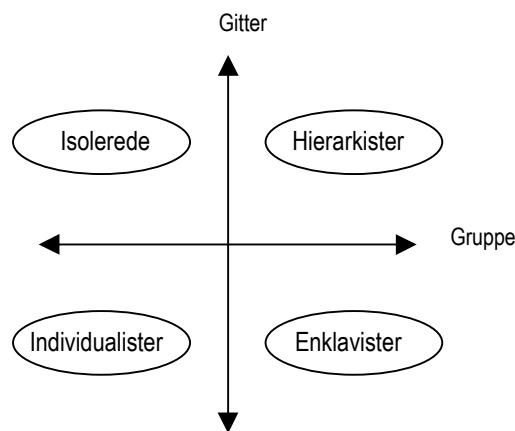 Gitter
Isolerede
Hierarkister
Gruppe
Individualister
Enklavister